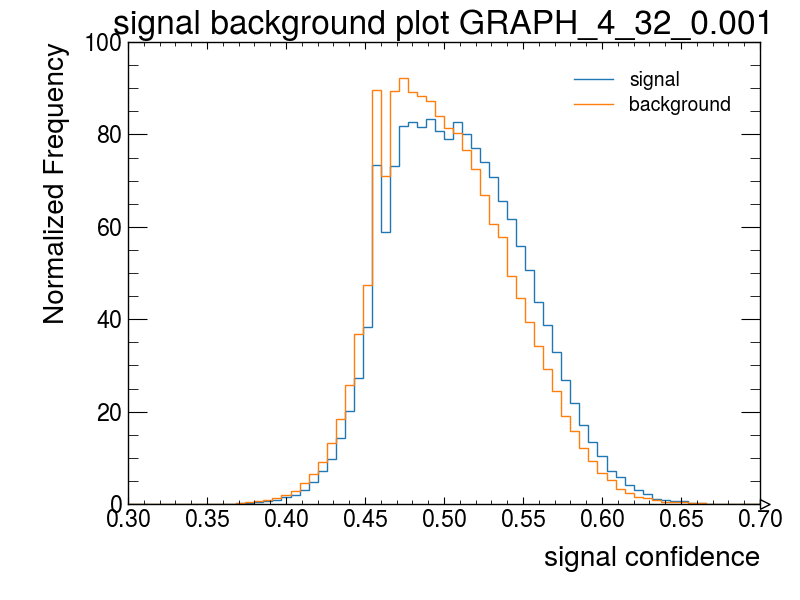 signal background plot GRAPH_4_32_0.001
Normalized Frequency
100
80
60
40
20
0
signal
background
0.30 0.35 0.40 0.45 0.50 0.55 0.60 0.65 0.70
signal confidence